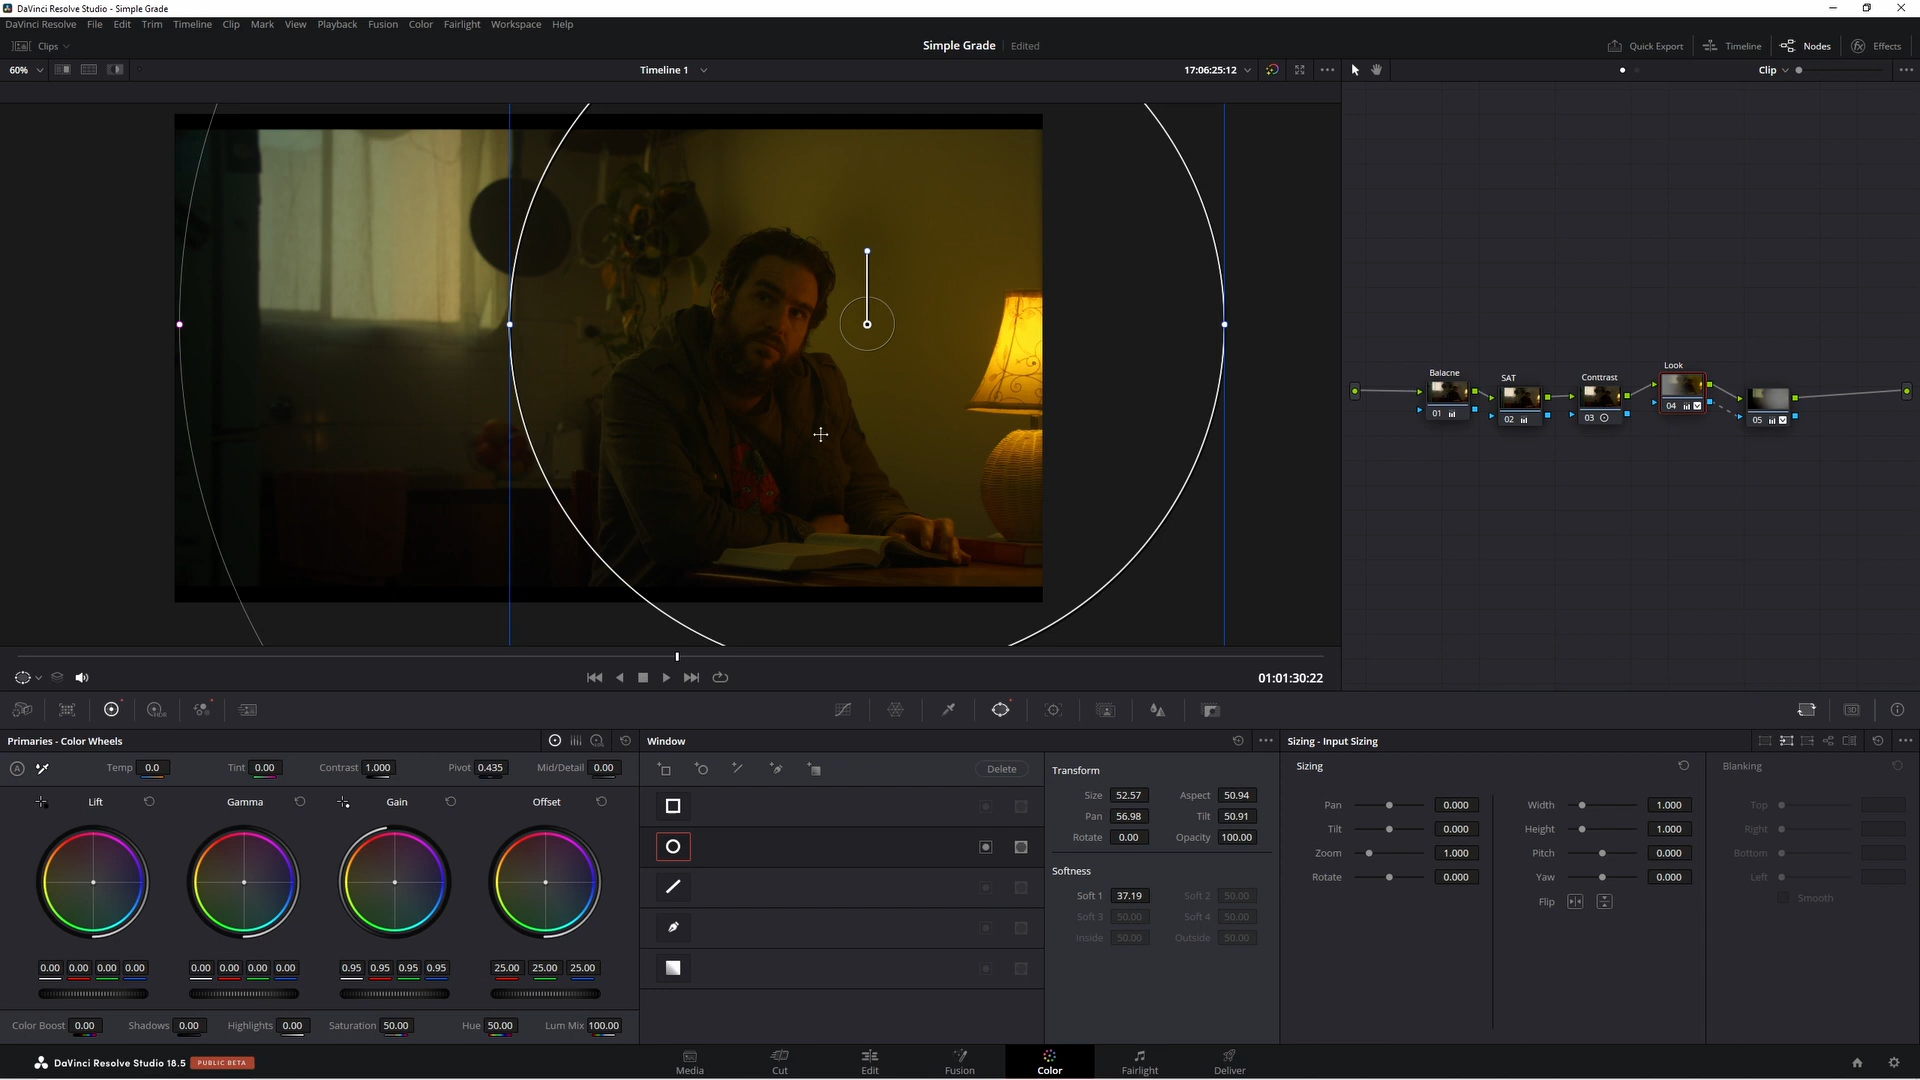 DaVinci Resolve Studio - Simple Grade
DaVinci Resolve File Edit Trim Timeline Clip Mark View Playback Fusion Color Fairlight Workspace Help
Clips
Simple Grade Edited
Quick Export Timeline Nodes Effects
60% Timeline 1 17:06:25:12 Clip
Look
Balacne SAT Conttrast
01 02 03 04 05
01:01:30:22
HDR
3D
Primaries - Color Wheels
Window
Sizing - Input Sizing
A Temp 0.0 Tint 0.00 Contrast 1.000 Pivot 0.435 Mid/Detail 0.00
Delete
Lift Gamma Gain Offset
0.00 0.00 0.00 0.00 0.00 0.00 0.00 0.00 0.95 0.95 0.95 0.95 25.00 25.00 25.00
Color Boost 0.00 Shadows 0.00 Highlights 0.00 Saturation 50.00 Hue 50.00 Lum Mix 100.00
Transform
Size 52.57 Aspect 50.94
Pan 56.98 Tilt 50.91
Rotate 0.00 Opacity 100.00
Softness
Soft 1 37.19 Soft 2 50.00
Soft 3 50.00 Soft 4 50.00
Inside 50.00 Outside 50.00
Sizing
Pan 0.000 Width 1.000
Tilt 0.000 Height 1.000
Zoom 1.000 Pitch 0.000
Rotate 0.000 Yaw 0.000
Flip
Blanking
Top
Right
Bottom
Left
Smooth
DaVinci Resolve Studio 18.5 PUBLIC BETA
Media Cut Edit Fusion Color Fairlight Deliver